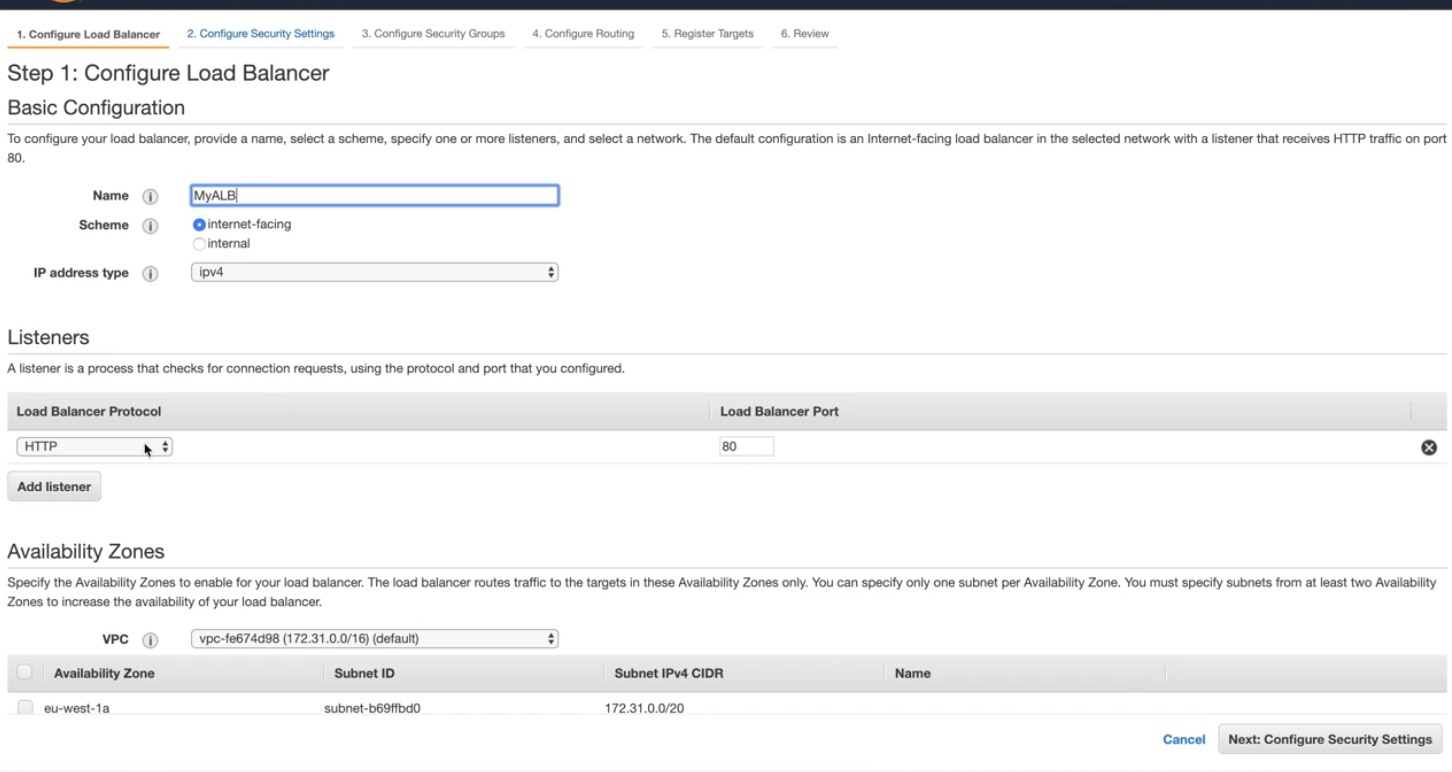 1. Configure Load Balancer 2. Configure Security Settings 3. Configure Security Groups 4. Configure Routing 5. Register Targets 6. Review
Step 1: Configure Load Balancer
Basic Configuration
To configure your load balancer, provide a name, select a scheme, specify one or more listeners, and select a network. The default configuration is an Internet-facing load balancer in the selected network with a listener that receives HTTP traffic on port
80.
Name i MyALB
Scheme i internet-facing
internal
IP address type i ipv4
Listeners
A listener is a process that checks for connection requests, using the protocol and port that you configured.
Load Balancer Protocol Load Balancer Port
HTTP 80
Add listener
Availability Zones
Specify the Availability Zones to enable for your load balancer. The load balancer routes traffic to the targets in these Availability Zones only. You can specify only one subnet per Availability Zone. You must specify subnets from at least two Availability
Zones to increase the availability of your load balancer.
VPC i vpc-fe674d98 (172.31.0.0/16) (default)
Availability Zone Subnet ID Subnet IPv4 CIDR Name
eu-west-1a subnet-b69ffbd0 172.31.0.0/20
Cancel Next: Configure Security Settings